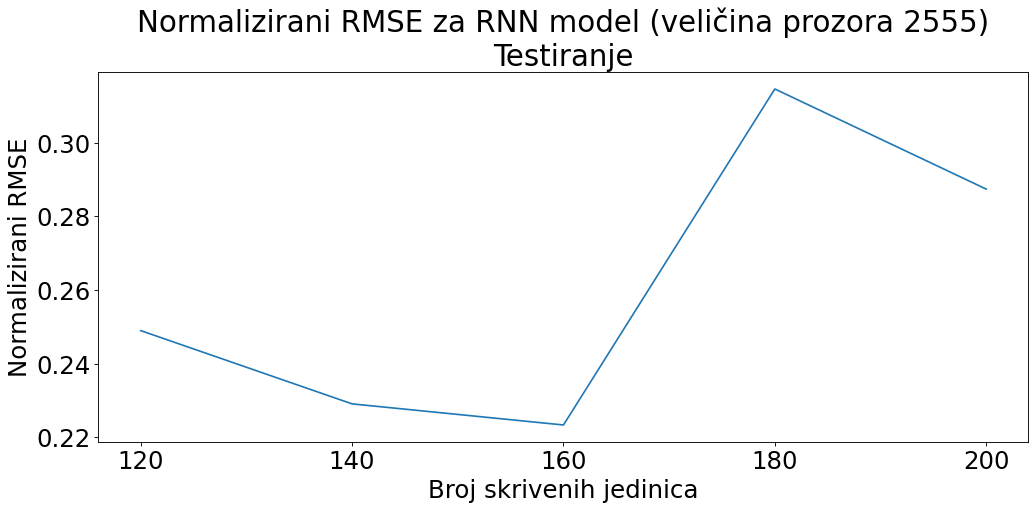 Normalizirani RMSE za RNN model (veličina prozora 2555)
Testiranje
Normalizirani RMSE
0.30
0.28
0.26
0.24
0.22
120 140 160 180 200
Broj skrivenih jedinica